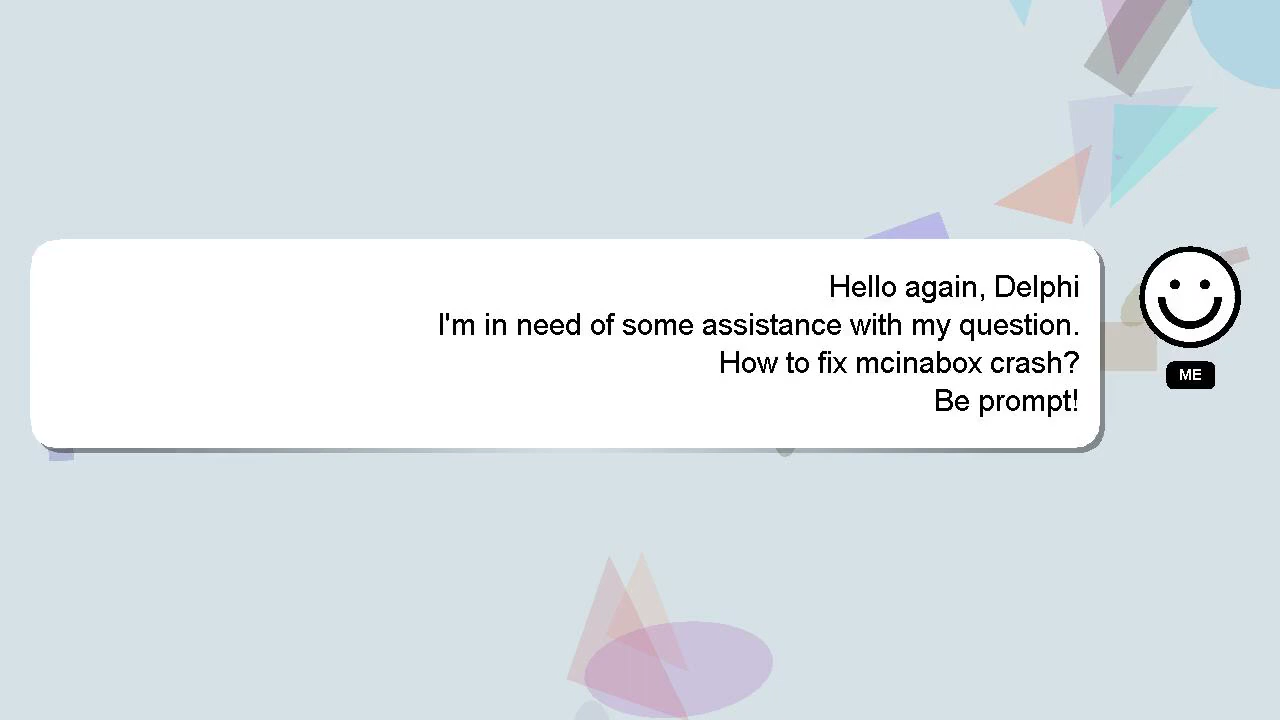 Hello again, Delphi
I'm in need of some assistance with my question.
How to fix mcinabox crash?
Be prompt!
ME